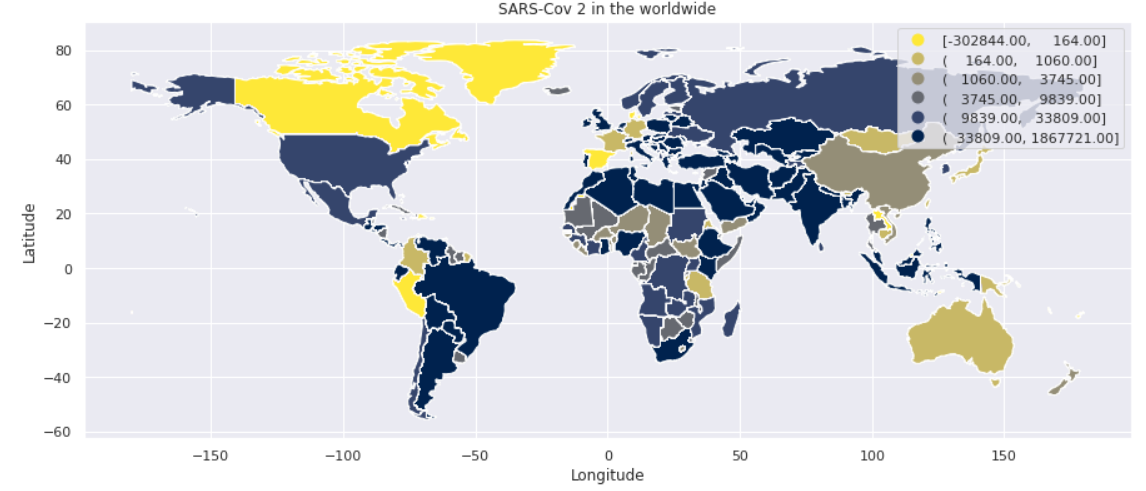 SARS-Cov 2 in the worldwide
[-302844.00, 164.00]
( 164.00, 1060.00]
( 1060.00, 3745.00]
( 3745.00, 9839.00]
( 9839.00, 33809.00]
( 33809.00, 1867721.00]
80
60
40
20
0
−20
−40
−60
Latitude
−150 −100 −50 0 50 100 150
Longitude